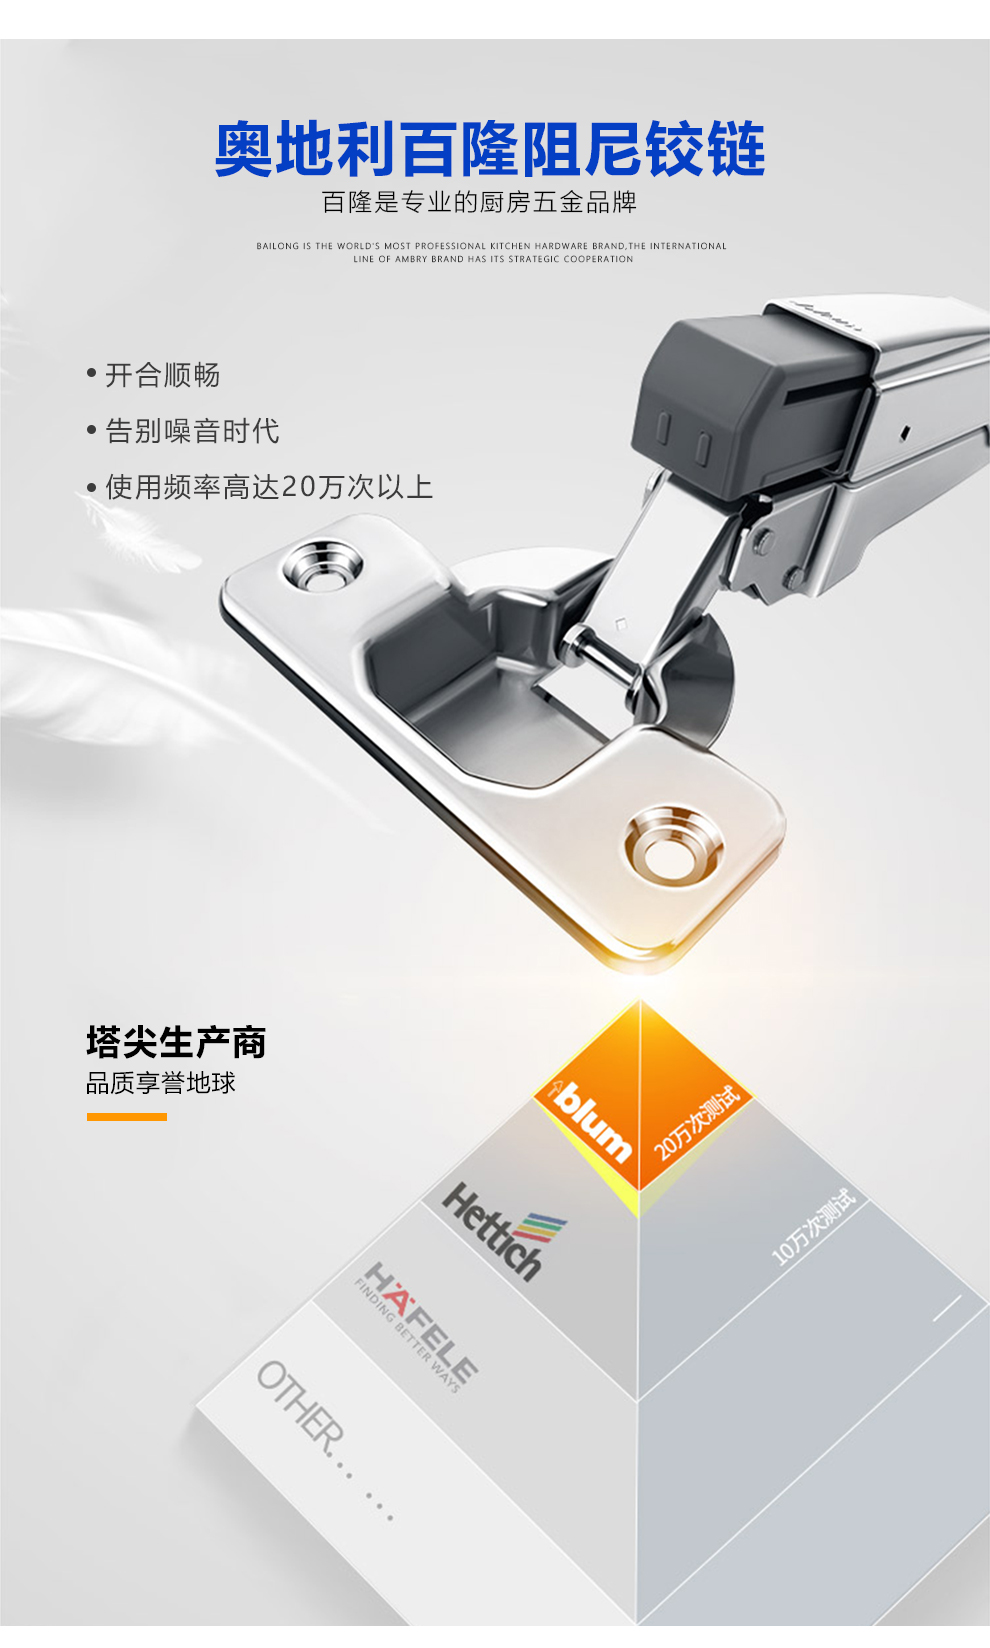 奥地利百隆阻尼铰链
百隆是专业的厨房五金品牌
BAILONG IS THE WORLD'S MOST PROFESSIONAL KITCHEN HARDWARE BRAND,THE INTERNATIONAL
LINE OF AMBRY BRAND HAS ITS STRATEGIC COOPERATION
• 开合顺畅
• 告别噪音时代
• 使用频率高达20万次以上
塔尖生产商
品质享誉地球
blum
20万次测试
Hettich
10万次测试
HÄFELE
FINDING BETTER WAYS
OTHER... ...